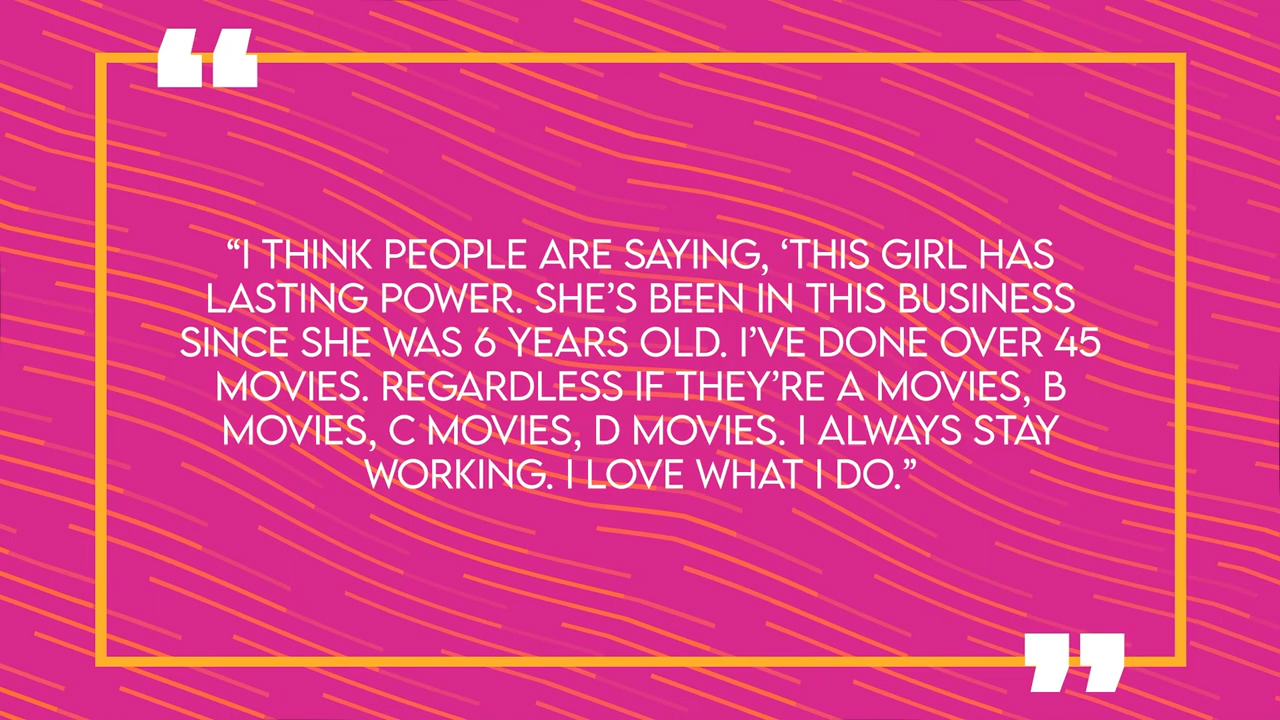 “I THINK PEOPLE ARE SAYING, ‘THIS GIRL HAS
LASTING POWER. SHE’S BEEN IN THIS BUSINESS
SINCE SHE WAS 6 YEARS OLD. I’VE DONE OVER 45
MOVIES. REGARDLESS IF THEY’RE A MOVIES, B
MOVIES, C MOVIES, D MOVIES. I ALWAYS STAY
WORKING. I LOVE WHAT I DO.”